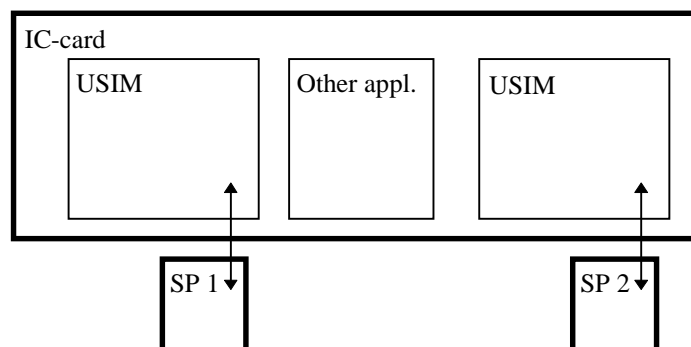 IC-card
USIM
Other appl.
USIM
SP 1
SP 2